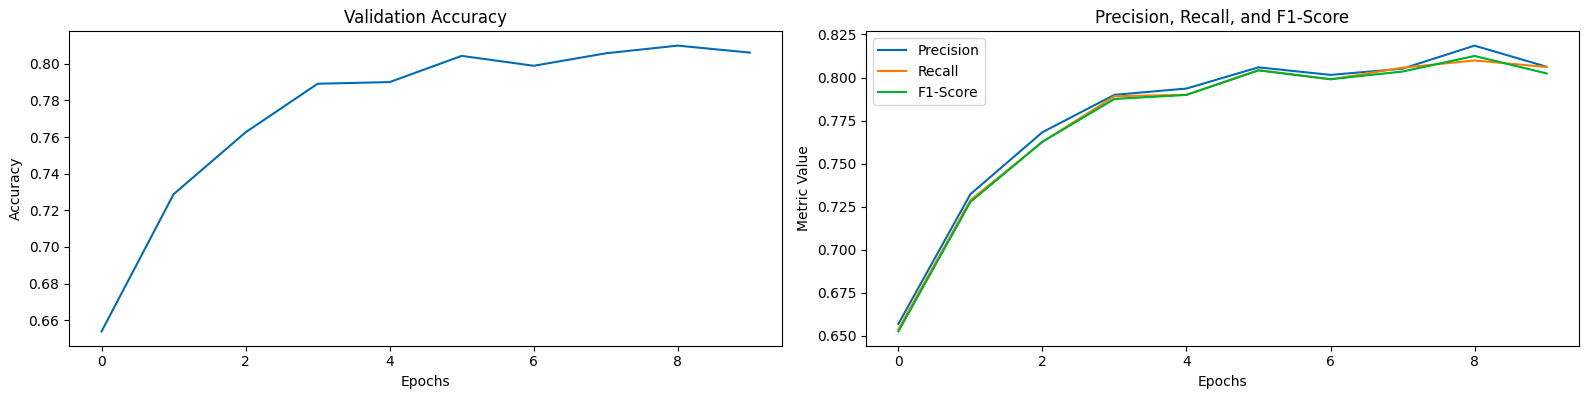 Validation Accuracy
Accuracy
0.80
0.78
0.76
0.74
0.72
0.70
0.68
0.66
0 2 4 6 8
Epochs
Precision, Recall, and F1-Score
Metric Value
0.825
0.800
0.775
0.750
0.725
0.700
0.675
0.650
Precision
Recall
F1-Score
0 2 4 6 8
Epochs